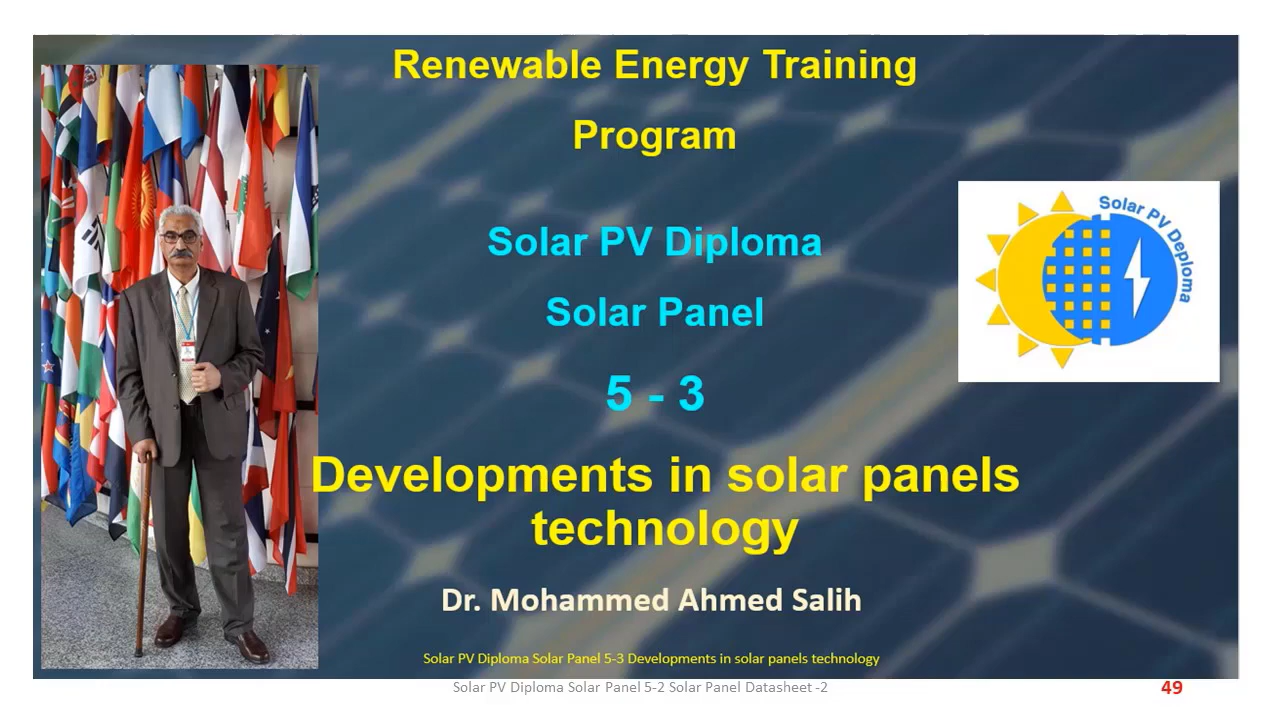 Renewable Energy Training
Program
Solar PV Deploma
Solar PV Diploma
Solar Panel
5 - 3
Developments in solar panels
technology
Dr. Mohammed Ahmed Salih
Solar PV Diploma Solar Panel 5-3 Developments in solar panels technology
Solar PV Diploma Solar Panel 5-2 Solar Panel Datasheet -2
49